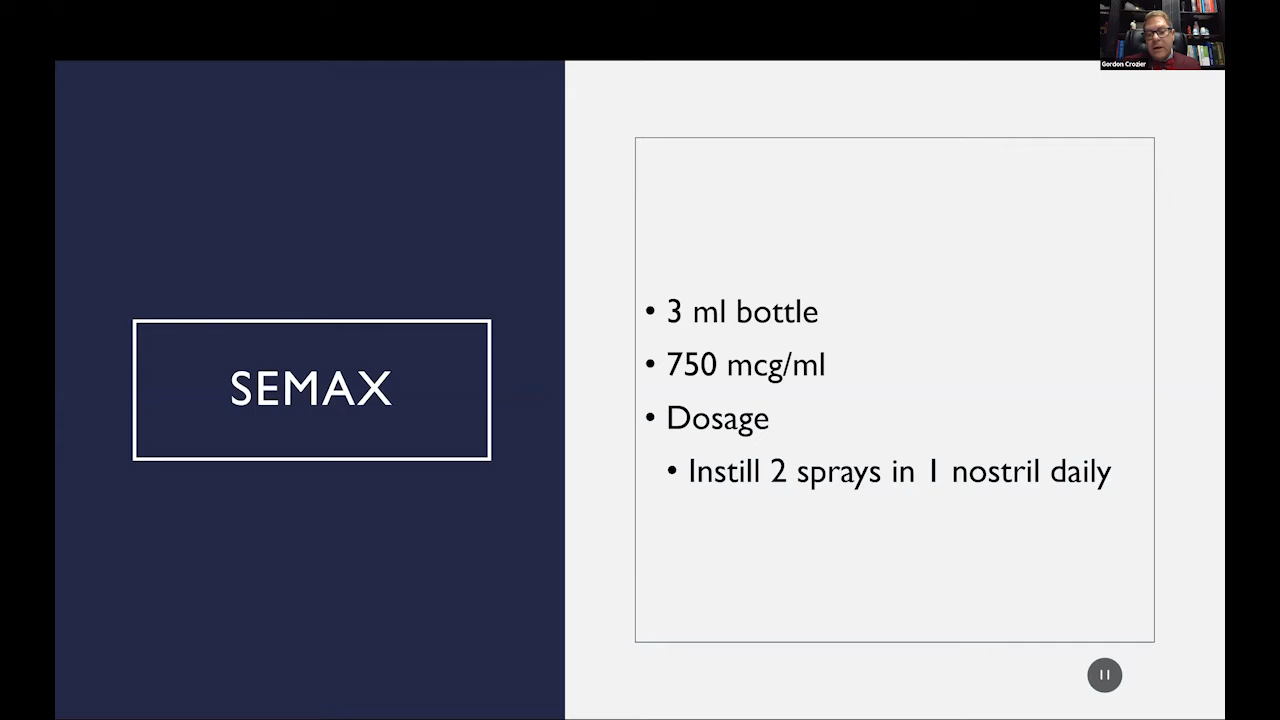 Gordon Crozier
SEMAX
• 3 ml bottle
• 750 mcg/ml
• Dosage
• Instill 2 sprays in 1 nostril daily